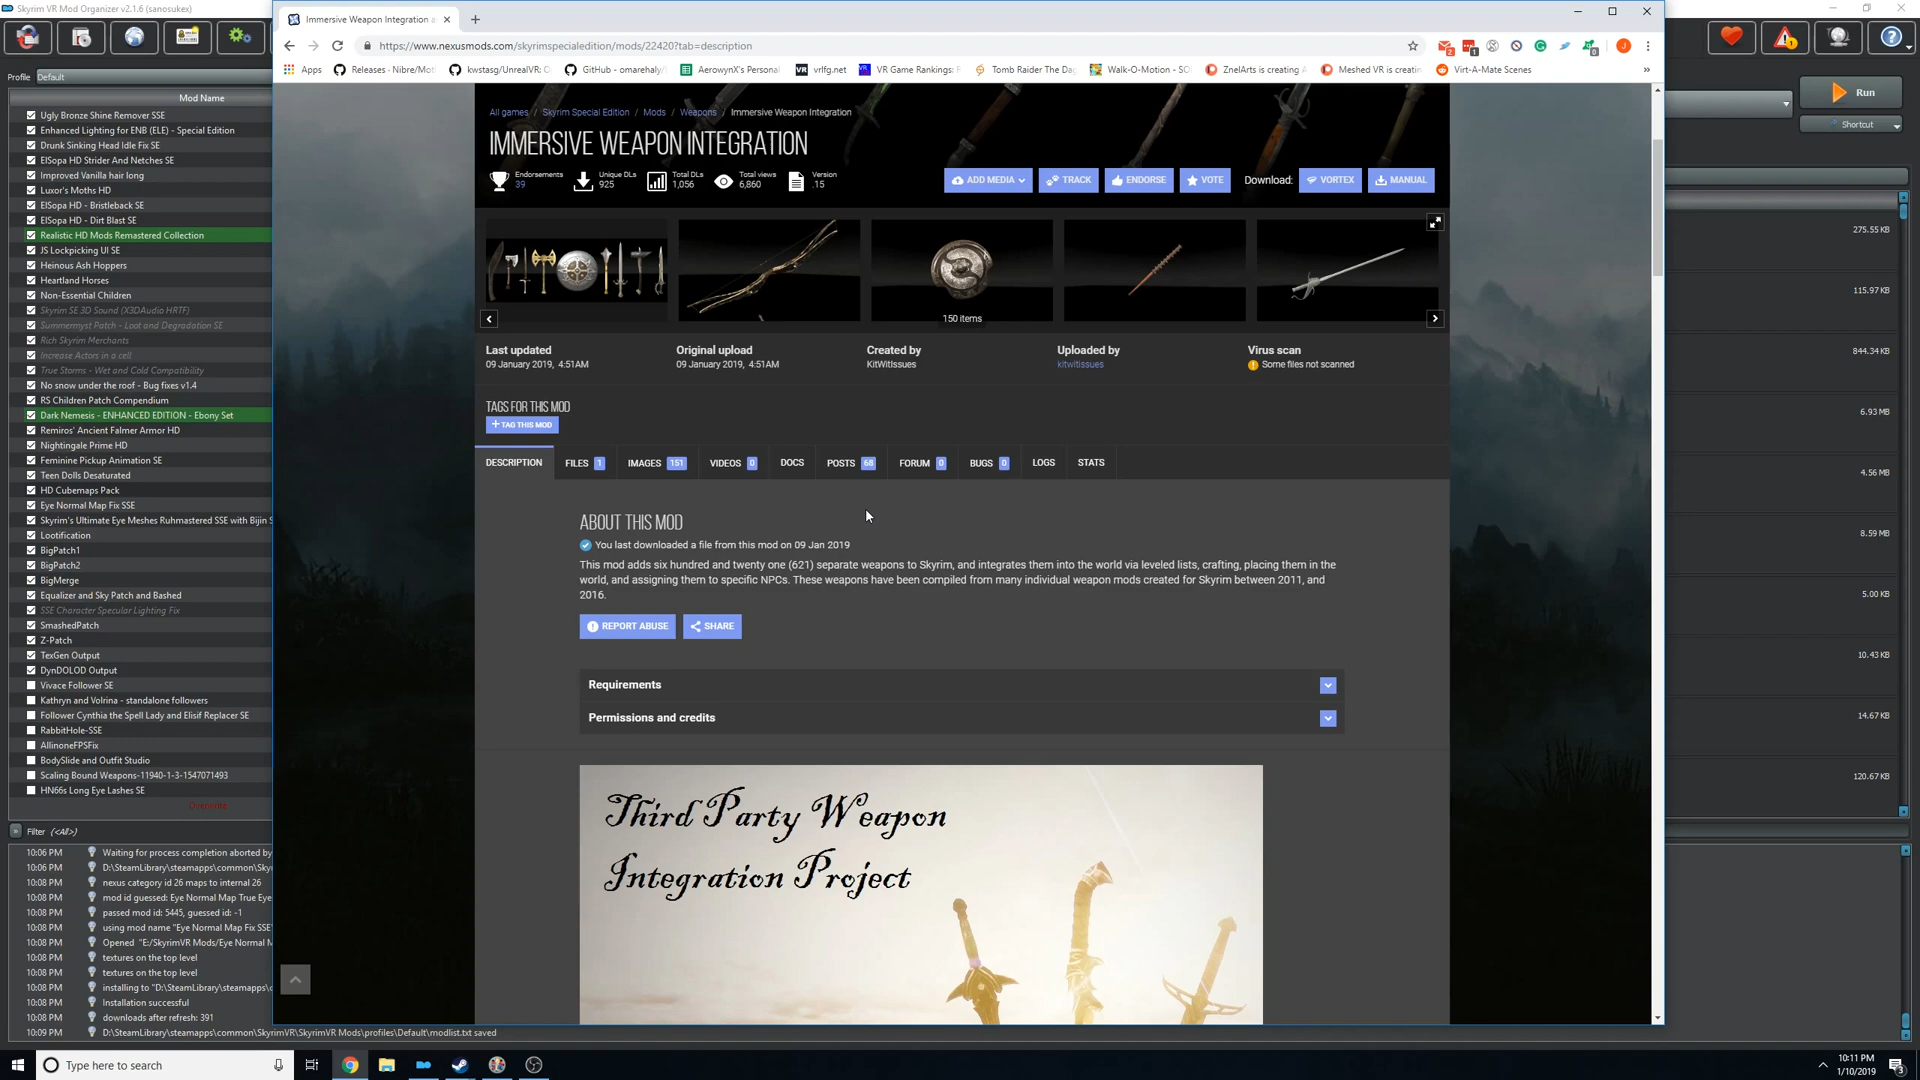 Skyrim VR Mod Organizer v2.1.6 (sanosukex)
Profile Default
Mod Name
Ugly Bronze Shine Remover SSE
Enhanced Lighting for ENB (ELE) - Special Edition
Drunk Sinking Head Idle Fix SE
ElSopa HD Strider And Netches SE
Improved Vanilla hair long
Luxor's Moths HD
ElSopa HD - Bristleback SE
ElSopa HD - Dirt Blast SE
Realistic HD Mods Remastered Collection
JS Lockpicking UI SE
Heinous Ash Hoppers
Heartland Horses
Non-Essential Children
Skyrim SE 3D Sound (X3DAudio HRTF)
Summermyst Patch - Loot and Degradation SE
Rich Skyrim Merchants
Increase Actors in a cell
True Storms - Wet and Cold Compatibility
No snow under the roof - Bug fixes v1.4
RS Children Patch Compendium
Dark Nemesis - ENHANCED EDITION - Ebony Set
Remiros' Ancient Falmer Armor HD
Nightingale Prime HD
Feminine Pickup Animation SE
Teen Dolls Desaturated
HD Cubemaps Pack
Eye Normal Map Fix SSE
Skyrim's Ultimate Eye Meshes Ruhmastered SSE with Bijin S
Lootification
BigPatch1
BigPatch2
BigMerge
Equalizer and Sky Patch and Bashed
SSE Character Specular Lighting Fix
SmashedPatch
Z-Patch
TexGen Output
DynDOLOD Output
Vivace Follower SE
Kathryn and Volrina - standalone followers
Follower Cynthia the Spell Lady and Elisif Replacer SE
RabbitHole-SSE
AllinoneFPSFix
BodySlide and Outfit Studio
Scaling Bound Weapons-11940-1-3-1547071493
HN66s Long Eye Lashes SE
Overwrite
Filter (<All>)
10:06 PM Waiting for process completion aborted by
10:06 PM D:\SteamLibrary\steamapps\common\Sky
10:08 PM nexus category id 26 maps to internal 26
10:08 PM mod id guessed: Eye Normal Map True Eye
10:08 PM passed mod id: 5445, guessed id: -1
10:08 PM using mod name "Eye Normal Map Fix SSE"
10:08 PM Opened "E:/SkyrimVR Mods/Eye Normal M
10:08 PM textures on the top level
10:08 PM textures on the top level
10:08 PM installing to "D:\SteamLibrary\steamapps\c
10:08 PM Installation successful
10:08 PM downloads after refresh: 391
10:09 PM D:\SteamLibrary\steamapps\common\SkyrimVR\SkyrimVR Mods\profiles\Default\modlist.txt saved
Immersive Weapon Integration a
https://www.nexusmods.com/skyrimspecialedition/mods/22420?tab=description
Apps Releases · Nibre/Mot kwstasg/UnrealVR: O GitHub - omarehaly/ AerowynX's Personal vrlfg.net VR Game Rankings: F Tomb Raider The Da Walk-O-Motion - SO ZnelArts is creating A Meshed VR is creatin Virt-A-Mate Scenes »
All games / Skyrim Special Edition / Mods / Weapons / Immersive Weapon Integration
IMMERSIVE WEAPON INTEGRATION
Endorsements 39
Unique DLs 925
Total DLs 1,056
Total views 6,860
Version .15
ADD MEDIA TRACK ENDORSE VOTE Download: VORTEX MANUAL
150 items
Last updated
09 January 2019, 4:51AM
Original upload
09 January 2019, 4:51AM
Created by
KitWitIssues
Uploaded by
kitwitissues
Virus scan
Some files not scanned
TAGS FOR THIS MOD
+ TAG THIS MOD
DESCRIPTION FILES 1 IMAGES 151 VIDEOS 0 DOCS POSTS 68 FORUM 0 BUGS 0 LOGS STATS
ABOUT THIS MOD
You last downloaded a file from this mod on 09 Jan 2019
This mod adds six hundred and twenty one (621) separate weapons to Skyrim, and integrates them into the world via leveled lists, crafting, placing them in the
world, and assigning them to specific NPCs. These weapons have been compiled from many individual weapon mods created for Skyrim between 2011, and
2016.
REPORT ABUSE SHARE
Requirements
Permissions and credits
Third Party Weapon
Integration Project
Run
Shortcut
275.55 KB
115.97 KB
844.34 KB
6.93 MB
4.56 MB
8.59 MB
5.00 KB
10.43 KB
14.67 KB
120.67 KB
Type here to search
10:11 PM
1/10/2019